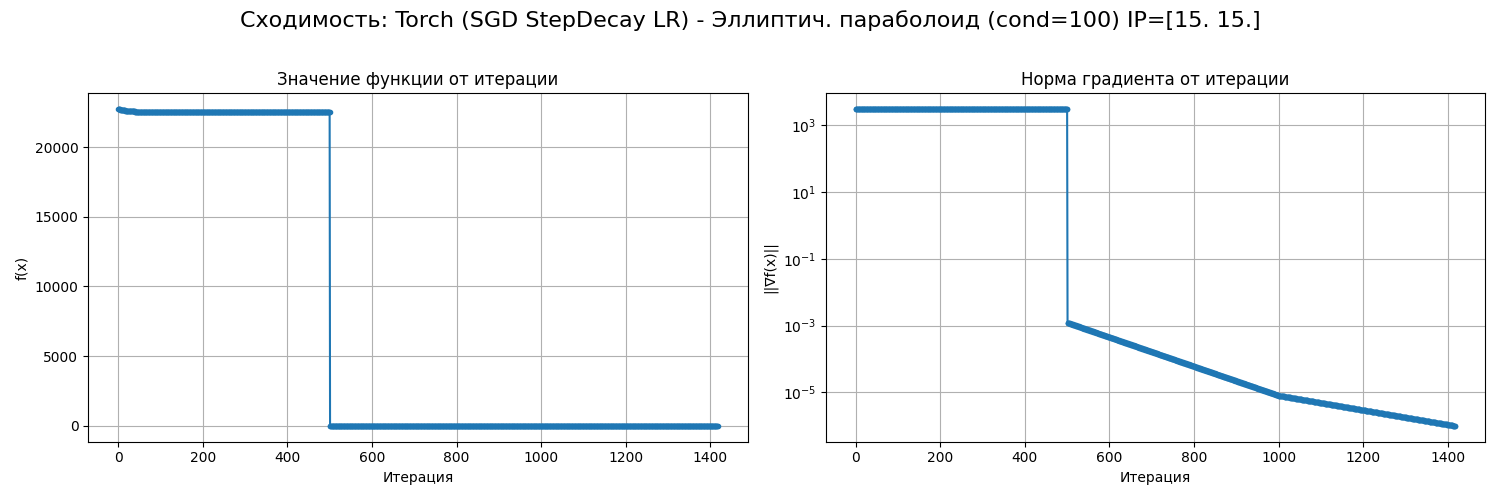 Сходимость: Torch (SGD StepDecay LR) - Эллиптич. параболоид (cond=100) IP=[15. 15.]
Значение функции от итерации
f(x)
20000
15000
10000
5000
0
0 200 400 600 800 1000 1200 1400
Итерация
Норма градиента от итерации
||∇f(x)||
10³
10¹
10⁻¹
10⁻³
10⁻⁵
0 200 400 600 800 1000 1200 1400
Итерация